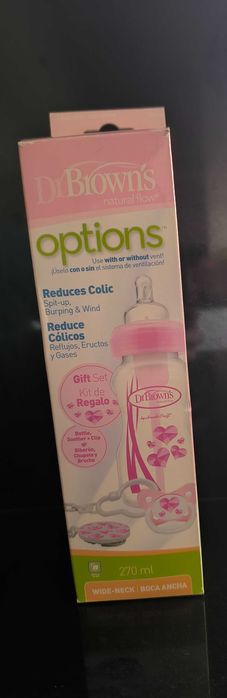 Dr Brown's
natural flow®
options™
Use with or without vent!
¡Úselo con o sin el sistema de ventilación!
Reduces Colic
Spit-up,
Burping & Wind
Reduce
Cólicos
Reflujos, Eructos
y Gases
Gift Set
Kit de
Regalo
Bottle,
Soother + Clip
Biberón,
Chupete y
Broche
Dr Brown's
270 ml
WIDE-NECK | BOCA ANCHA